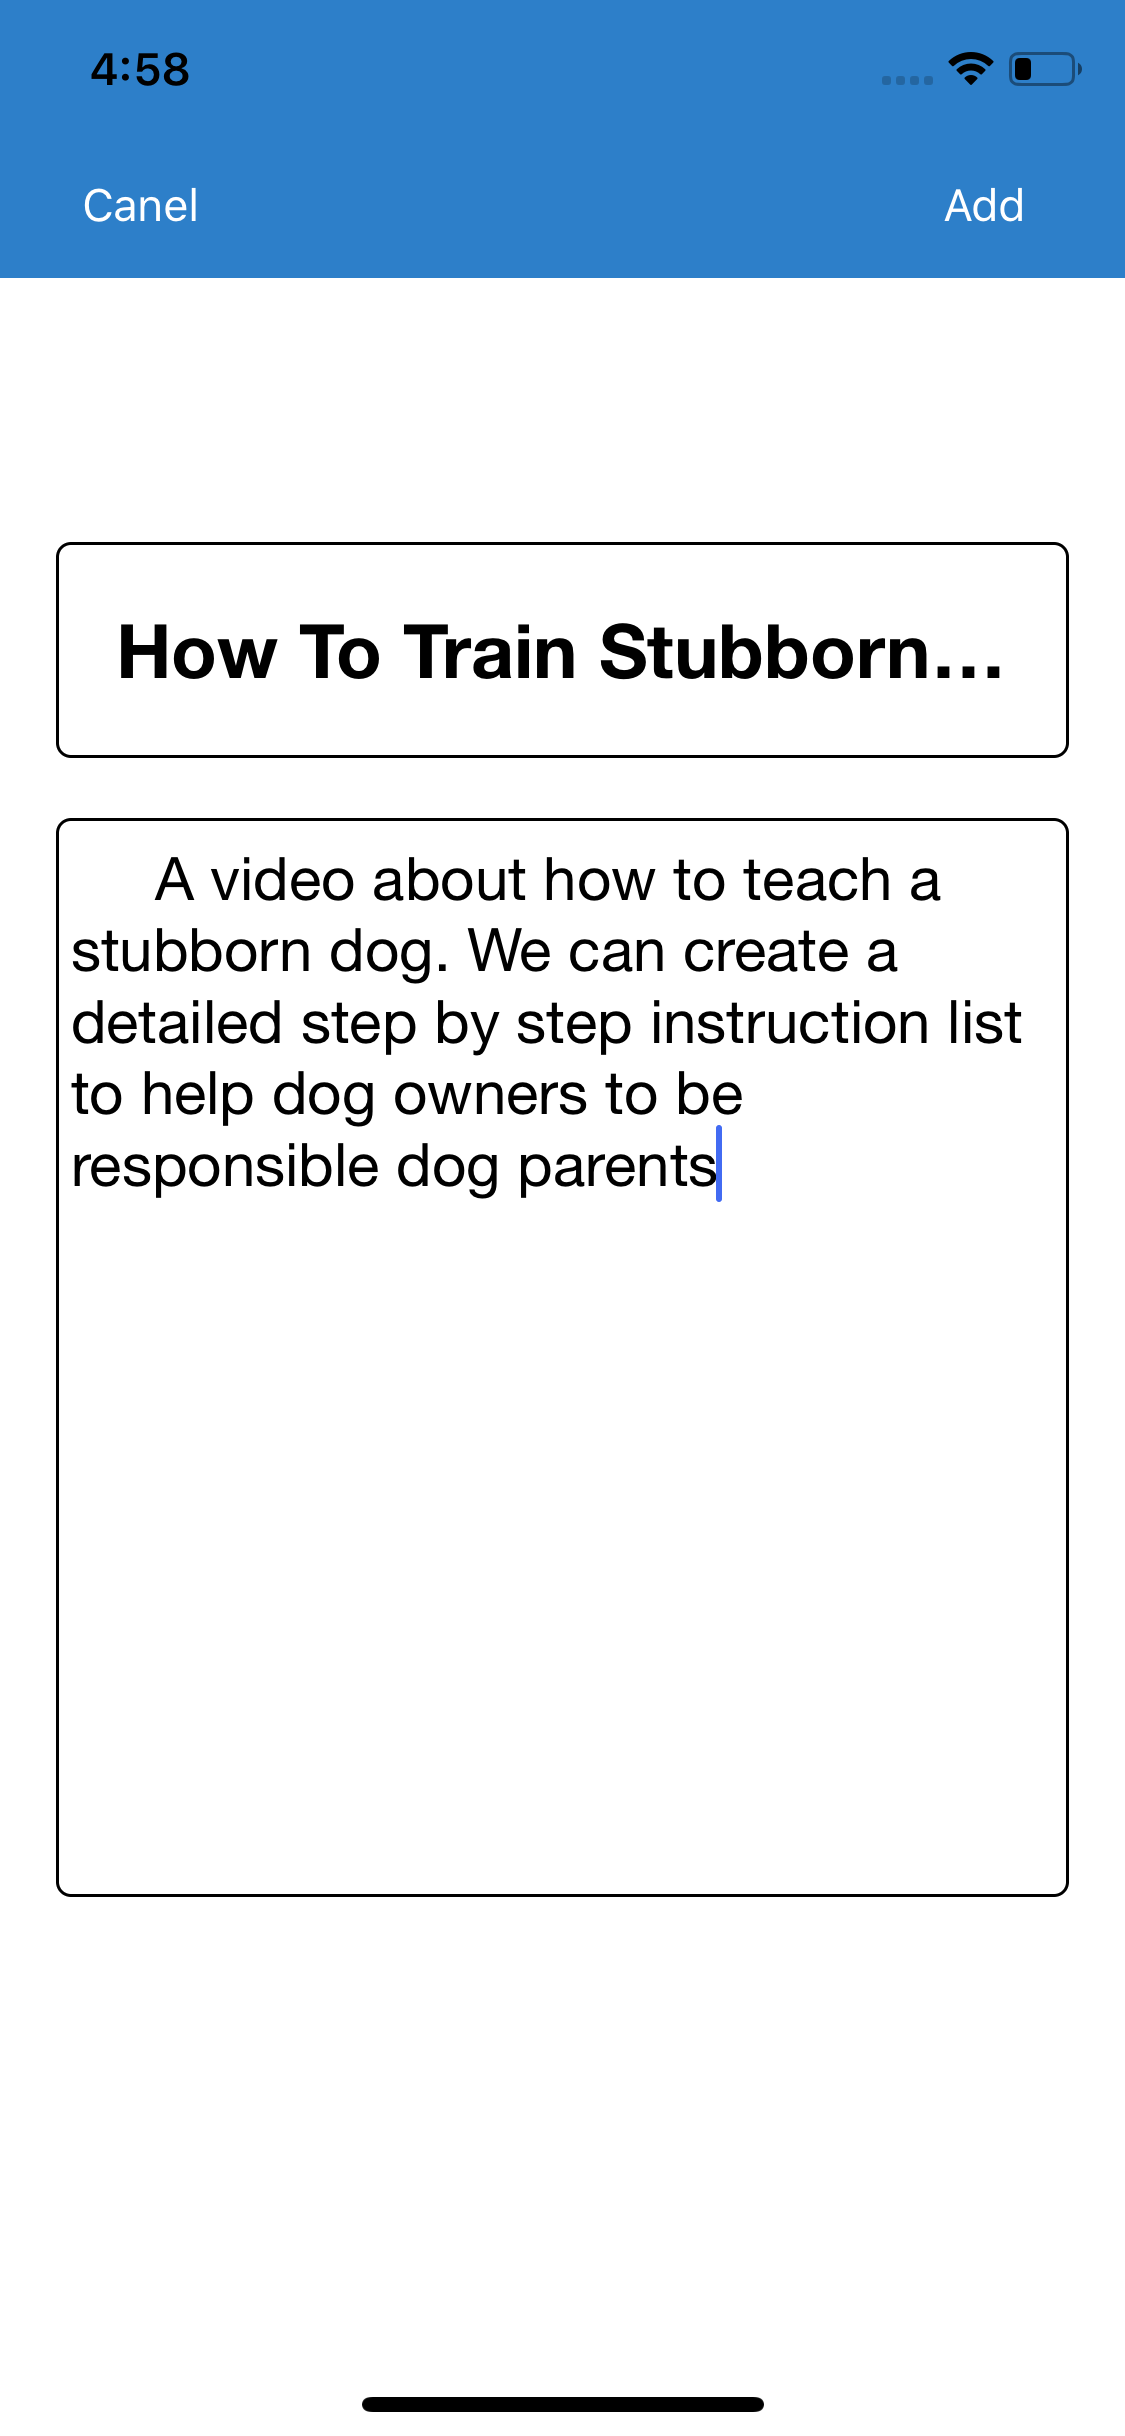 4:58
Canel
Add
How To Train Stubborn...
A video about how to teach a
stubborn dog. We can create a
detailed step by step instruction list
to help dog owners to be
responsible dog parents